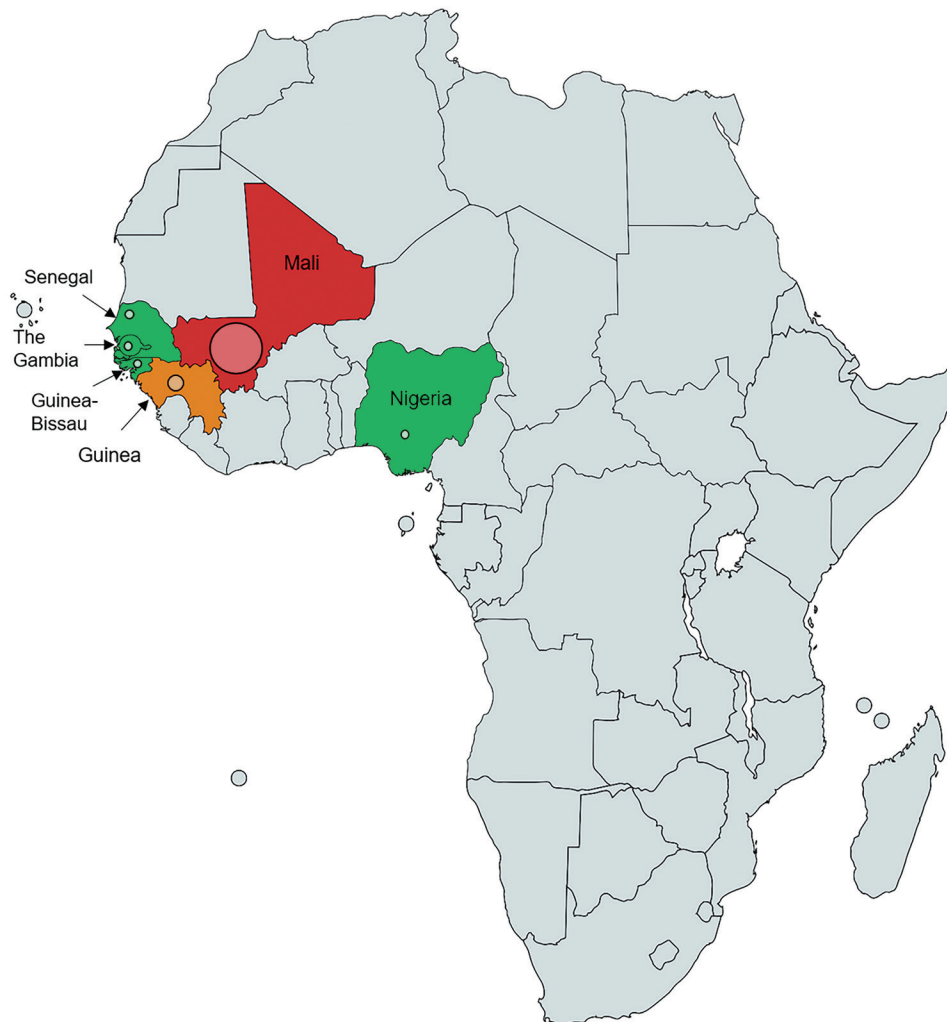 Mali
Senegal
The
Gambia
Guinea-
Bissau
Guinea
Nigeria